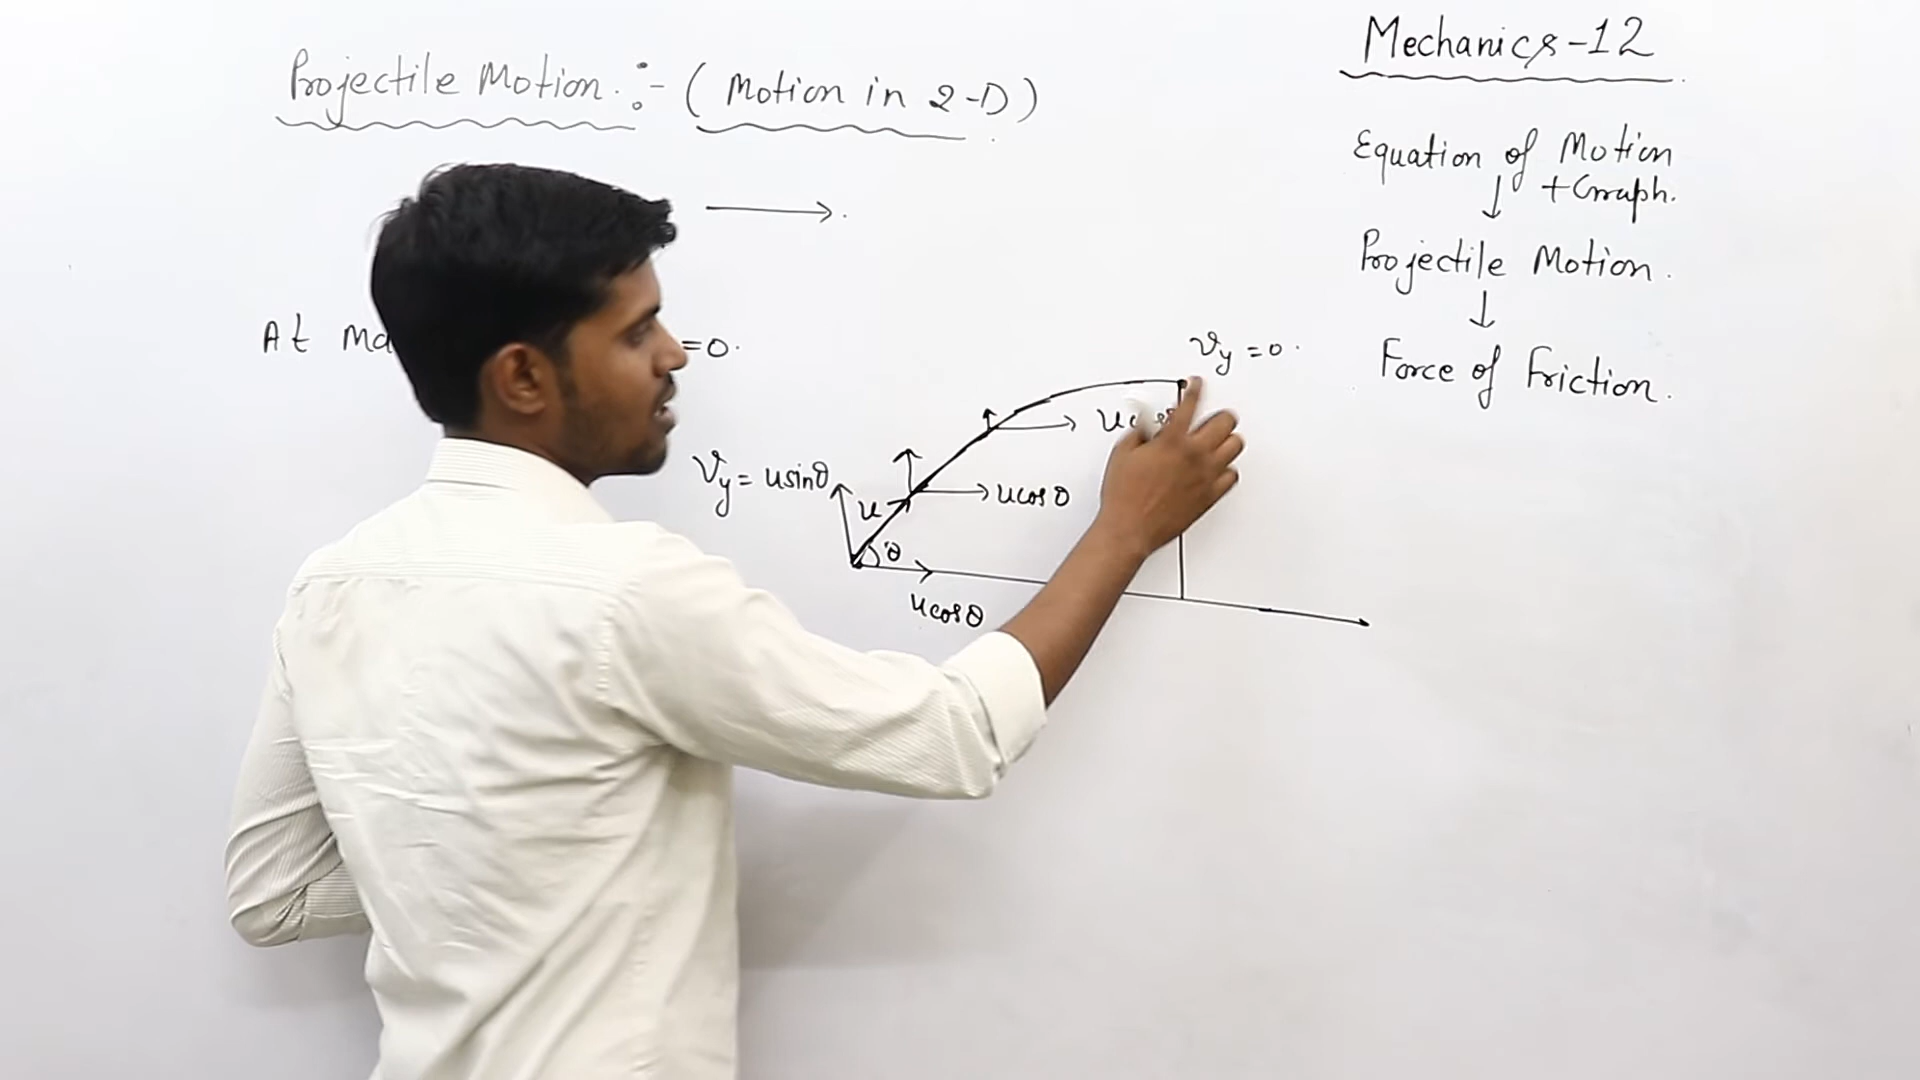 Projectile Motion :- (Motion in 2-D)
At =0.
Vy = usinθ
u
θ
ucosθ
ucosθ
vy = 0.
Mechanics-12
Equation of Motion
+Graph.
↓
Projectile Motion.
↓
Force of Friction.